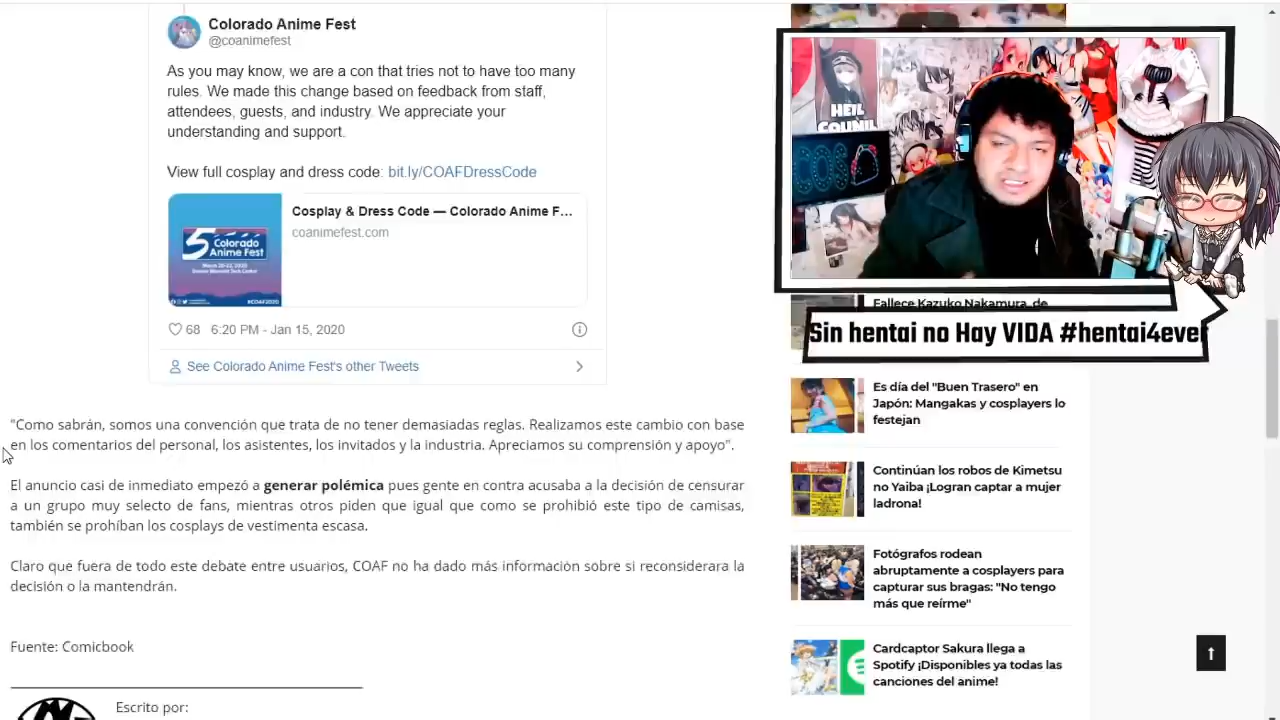 Colorado Anime Fest
@coanimefest
As you may know, we are a con that tries not to have too many
rules. We made this change based on feedback from staff,
attendees, guests, and industry. We appreciate your
understanding and support.
View full cosplay and dress code: bit.ly/COAFDressCode
Cosplay & Dress Code — Colorado Anime F...
coanimefest.com
5 Colorado
Anime Fest
68 6:20 PM - Jan 15, 2020
See Colorado Anime Fest's other Tweets
"Como sabrán, somos una convención que trata de no tener demasiadas reglas. Realizamos este cambio con base
en los comentarios del personal, los asistentes, los invitados y la industria. Apreciamos su comprensión y apoyo".
El anuncio casi de inmediato empezó a generar polémica pues gente en contra acusaba a la decisión de censurar
a un grupo muy selecto de fans, mientras otros piden que igual que como se prohibió este tipo de camisas,
también se prohíban los cosplays de vestimenta escasa.
Claro que fuera de todo este debate entre usuarios, COAF no ha dado más información sobre si reconsiderara la
decisión o la mantendrán.
Fuente: Comicbook
Escrito por:
HEIL
Fallece Kazuko Nakamura, de
Sin hentai no Hay VIDA #hentai4ever
Es día del "Buen Trasero" en
Japón: Mangakas y cosplayers lo
festejan
Continúan los robos de Kimetsu
no Yaiba ¡Logran captar a mujer
ladrona!
Fotógrafos rodean
abruptamente a cosplayers para
capturar sus bragas: "No tengo
más que reírme"
Cardcaptor Sakura llega a
Spotify ¡Disponibles ya todas las
canciones del anime!